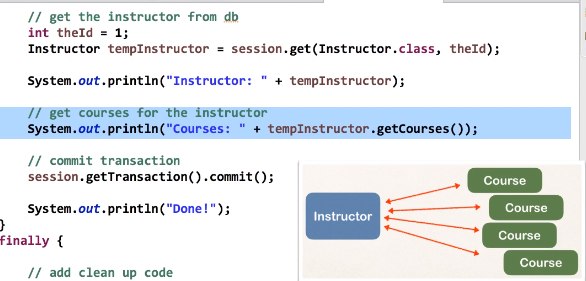 // get the instructor from db
int theId = 1;
Instructor tempInstructor = session.get(Instructor.class, theId);
System.out.println("Instructor: " + tempInstructor);
// get courses for the instructor
System.out.println("Courses: " + tempInstructor.getCourses());
// commit transaction
session.getTransaction().commit();
System.out.println("Done!");
}
finally {
// add clean up code
Instructor
Course
Course
Course
Course